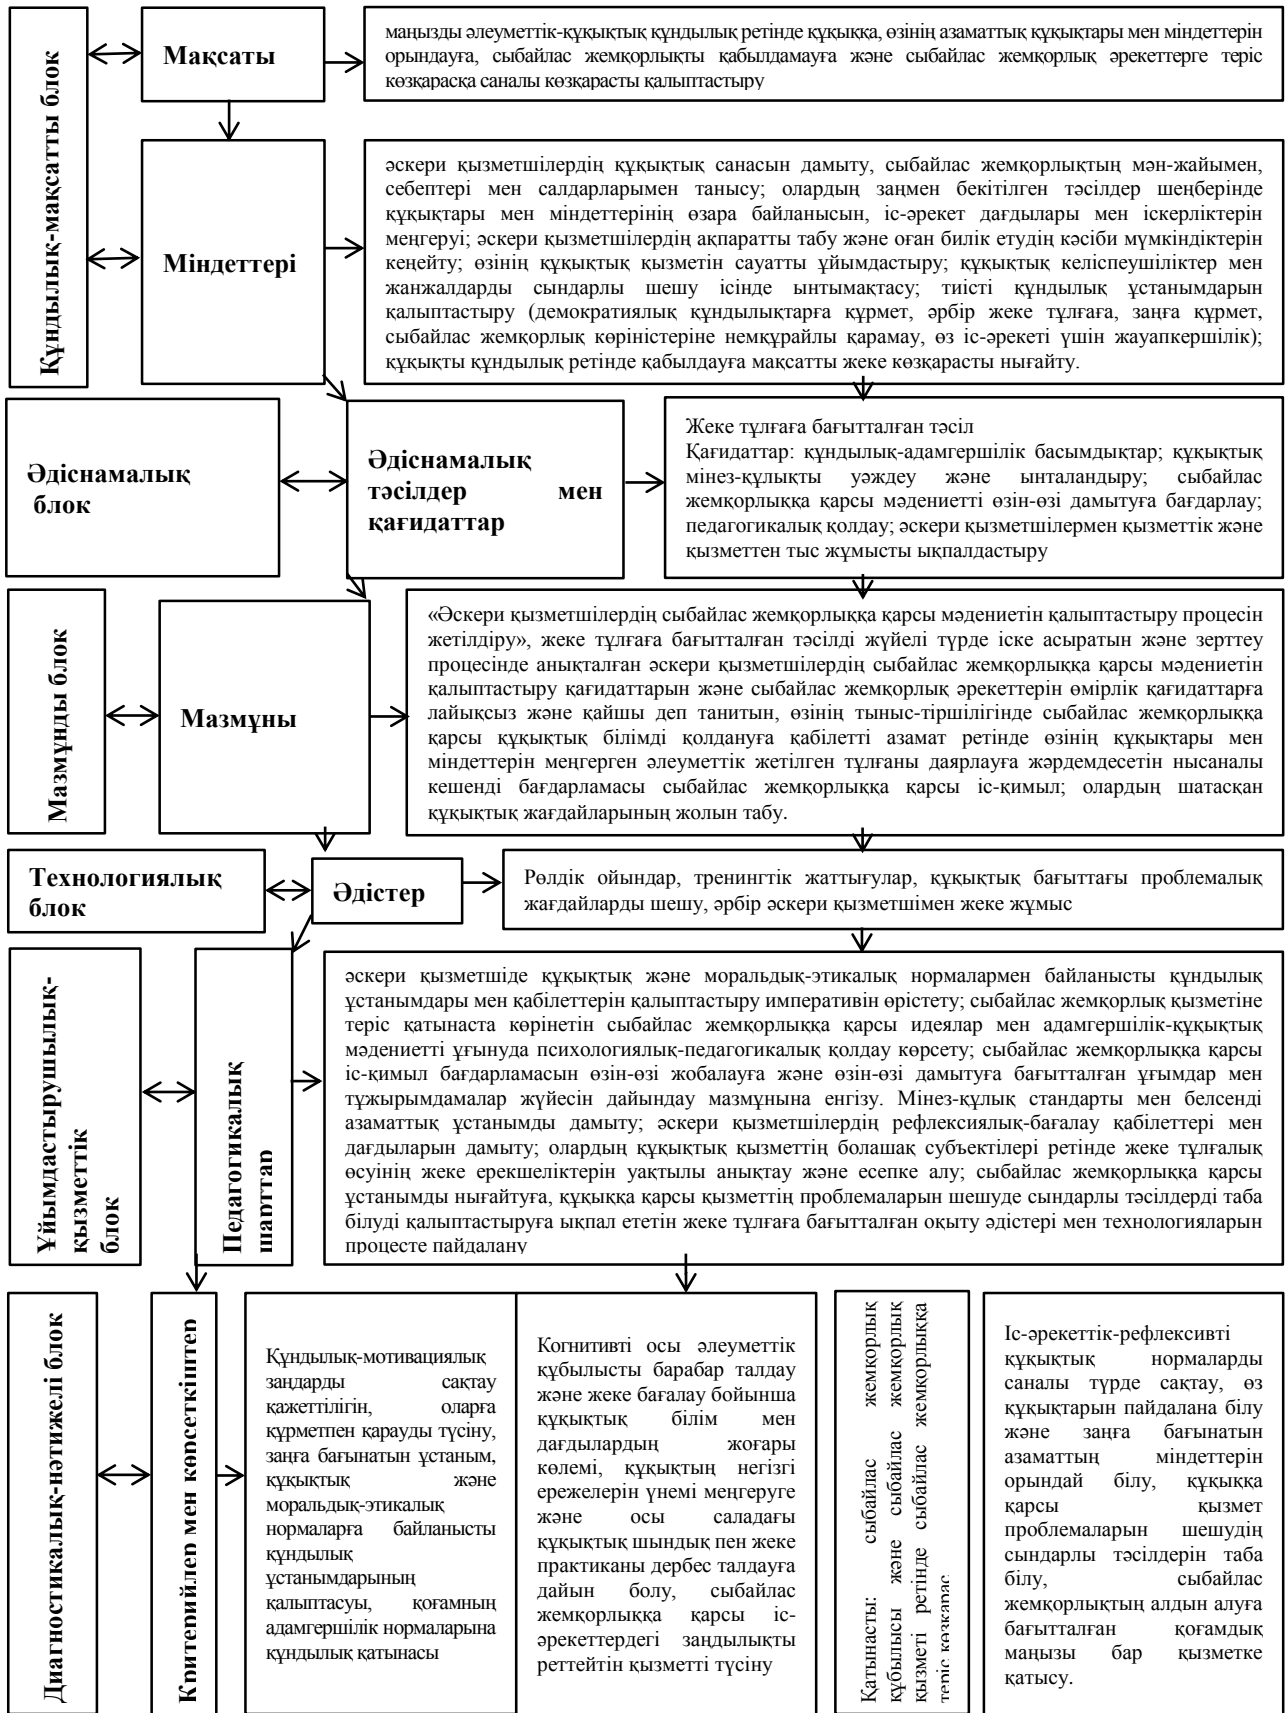 Құндылық-мақсатты блок
Мақсаты
маңызды әлеуметтік-құқықтық құндылық ретінде құқыққа, өзінің азаматтық құқықтары мен міндеттерін
орындауға, сыбайлас жемқорлықты қабылдамауға және сыбайлас жемқорлық әрекеттерге теріс
көзқарасқа саналы көзқарасты қалыптастыру
Міндеттері
әскери қызметшілердің құқықтық санасын дамыту, сыбайлас жемқорлықтың мән-жайымен,
себептері мен салдарларымен танысу; олардың заңмен бекітілген тәсілдер шеңберінде
құқықтары мен міндеттерінің өзара байланысын, іс-әрекет дағдылары мен іскерліктерін
меңгеруі; әскери қызметшілердің ақпаратты табу және оған билік етудің кәсіби мүмкіндіктерін
кеңейту; өзінің құқықтық қызметін сауатты ұйымдастыру; құқықтық келіспеушіліктер мен
жанжалдарды сындарлы шешу ісінде ынтымақтасу; тиісті құндылық ұстанымдарын
қалыптастыру (демократиялық құндылықтарға құрмет, әрбір жеке тұлғаға, заңға құрмет,
сыбайлас жемқорлық көріністеріне немқұрайлы қарамау, өз іс-әрекеті үшін жауапкершілік);
құқықты құндылық ретінде қабылдауға мақсатты жеке көзқарасты нығайту.
Әдіснамалық
блок
Әдіснамалық
тәсілдер мен
қағидаттар
Жеке тұлғаға бағытталған тәсіл
Қағидаттар: құндылық-адамгершілік басымдықтар; құқықтық
мінез-құлықты уәждеу және ынталандыру; сыбайлас
жемқорлыққа қарсы мәдениетті өзін-өзі дамытуға бағдарлау;
педагогикалық қолдау; әскери қызметшілермен қызметтік және
қызметтен тыс жұмысты ықпалдастыру
Мазмұнды блок
Мазмұны
«Әскери қызметшілердің сыбайлас жемқорлыққа қарсы мәдениетін қалыптастыру процесін
жетілдіру», жеке тұлғаға бағытталған тәсілді жүйелі түрде іске асыратын және зерттеу
процесінде анықталған әскери қызметшілердің сыбайлас жемқорлыққа қарсы мәдениетін
қалыптастыру қағидаттарын және сыбайлас жемқорлық әрекеттерін өмірлік қағидаттарға
лайықсыз және қайшы деп танитын, өзінің тыныс-тіршілігінде сыбайлас жемқорлыққа
қарсы құқықтық білімді қолдануға қабілетті азамат ретінде өзінің құқықтары мен
міндеттерін меңгерген әлеуметтік жетілген тұлғаны даярлауға жәрдемдесетін нысаналы
кешенді бағдарламасы сыбайлас жемқорлыққа қарсы іс-қимыл; олардың шатасқан
құқықтық жағдайларының жолын табу.
Технологиялық
блок
Әдістер
Рөлдік ойындар, тренингтік жаттығулар, құқықтық бағыттағы проблемалық
жағдайларды шешу, әрбір әскери қызметшімен жеке жұмыс
Ұйымдастырушылық-
қызметтік
блок
Педагогикалық
шарттар
әскери қызметшіде құқықтық және моральдық-этикалық нормалармен байланысты құндылық
ұстанымдары мен қабілеттерін қалыптастыру императивін өрістету; сыбайлас жемқорлық қызметіне
теріс қатынаста көрінетін сыбайлас жемқорлыққа қарсы идеялар мен адамгершілік-құқықтық
мәдениетті ұғынуда психологиялық-педагогикалық қолдау көрсету; сыбайлас жемқорлыққа қарсы
іс-қимыл бағдарламасын өзін-өзі жобалауға және өзін-өзі дамытуға бағытталған ұғымдар мен
тұжырымдамалар жүйесін дайындау мазмұнына енгізу. Мінез-құлық стандарты мен белсенді
азаматтық ұстанымды дамыту; әскери қызметшілердің рефлексиялық-бағалау қабілеттері мен
дағдыларын дамыту; олардың құқықтық қызметтің болашақ субъектілері ретінде жеке тұлғалық
өсуінің жеке ерекшеліктерін уақтылы анықтау және есепке алу; сыбайлас жемқорлыққа қарсы
ұстанымды нығайтуға, құқыққа қарсы қызметтің проблемаларын шешуде сындарлы тәсілдерді таба
білуді қалыптастыруға ықпал ететін жеке тұлғаға бағытталған оқыту әдістері мен технологияларын
процесте пайдалану
Диагностикалық-нәтижелі блок
Критерийлер мен көрсеткіштер
Құндылық-мотивациялық
заңдарды сақтау
қажеттілігін, оларға
құрметпен қарауды түсіну,
заңға бағынатын ұстаным,
құқықтық және
моральдық-этикалық
нормаларға байланысты
құндылық
ұстанымдарының
қалыптасуы, қоғамның
адамгершілік нормаларына
құндылық қатынасы
Когнитивті осы әлеуметтік
құбылысты барабар талдау
және жеке бағалау бойынша
құқықтық білім мен
дағдылардың жоғары
көлемі, құқықтың негізгі
ережелерін үнемі меңгеруге
және осы саладағы
құқықтық шындық пен жеке
практиканы дербес талдауға
дайын болу, сыбайлас
жемқорлыққа қарсы іс-
әрекеттердегі заңдылықты
реттейтін қызметті түсіну
Қатынасты: сыбайлас жемқорлық
құбылысы және сыбайлас жемқорлық
қызметі ретінде сыбайлас жемқорлыққа
теріс көзқарас
Іс-әрекеттік-рефлексивті
құқықтық нормаларды
саналы түрде сақтау, өз
құқықтарын пайдалана білу
және заңға бағынатын
азаматтың міндеттерін
орындай білу, құқыққа
қарсы қызмет
проблемаларын шешудің
сындарлы тәсілдерін таба
білу, сыбайлас
жемқорлықтың алдын алуға
бағытталған қоғамдық
маңызы бар қызметке
қатысу.